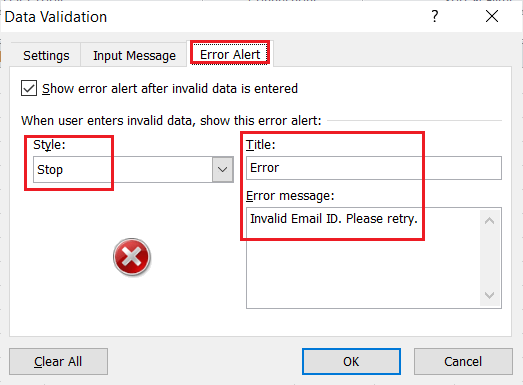 Data Validation
?
Settings
Input Message
Error Alert
Show error alert after invalid data is entered
When user enters invalid data, show this error alert:
Style:
Title:
Stop
Error
Error message:
Invalid Email ID. Please retry.
Clear All
OK
Cancel